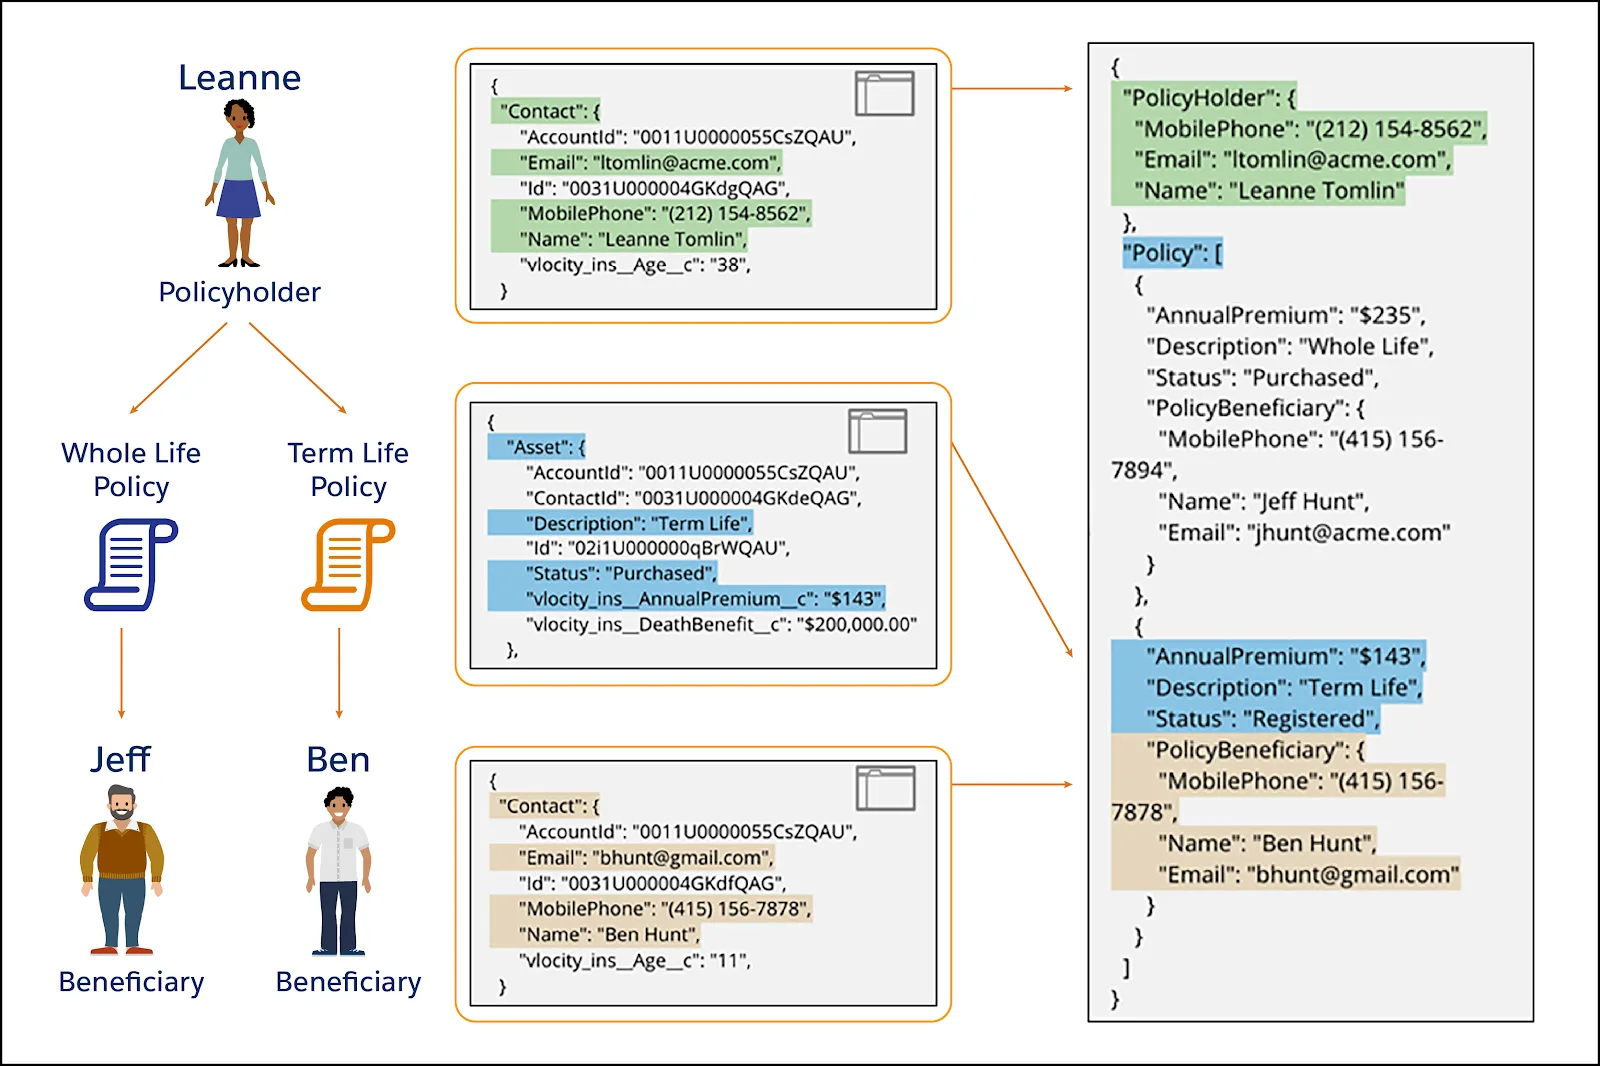 Leanne
Policyholder
Whole Life
Policy
Term Life
Policy
Jeff
Beneficiary
Ben
Beneficiary
{
"Contact": {
"AccountId": "0011U0000055CsZQAU",
"Email": "ltomlin@acme.com",
"Id": "0031U000004GKdgQAG",
"MobilePhone": "(212) 154-8562",
"Name": "Leanne Tomlin",
"vlocity_ins__Age__c": "38",
}
{
"Asset": {
"AccountId": "0011U0000055CsZQAU",
"ContactId": "0031U000004GKdeQAG",
"Description": "Term Life",
"Id": "02i1U000000qBrWQAU",
"Status": "Purchased",
"vlocity_ins__AnnualPremium__c": "$143",
"vlocity_ins__DeathBenefit__c": "$200,000.00"
},
{
"Contact": {
"AccountId": "0011U0000055CsZQAU",
"Email": "bhunt@gmail.com",
"Id": "0031U000004GKdfQAG",
"MobilePhone": "(415) 156-7878",
"Name": "Ben Hunt",
"vlocity_ins__Age__c": "11",
}
{
"PolicyHolder": {
"MobilePhone": "(212) 154-8562",
"Email": "ltomlin@acme.com",
"Name": "Leanne Tomlin"
},
"Policy": [
{
"AnnualPremium": "$235",
"Description": "Whole Life",
"Status": "Purchased",
"PolicyBeneficiary": {
"MobilePhone": "(415) 156-
7894",
"Name": "Jeff Hunt",
"Email": "jhunt@acme.com"
}
},
{
"AnnualPremium": "$143",
"Description": "Term Life",
"Status": "Registered",
"PolicyBeneficiary": {
"MobilePhone": "(415) 156-
7878",
"Name": "Ben Hunt",
"Email": "bhunt@gmail.com"
}
}
]
}